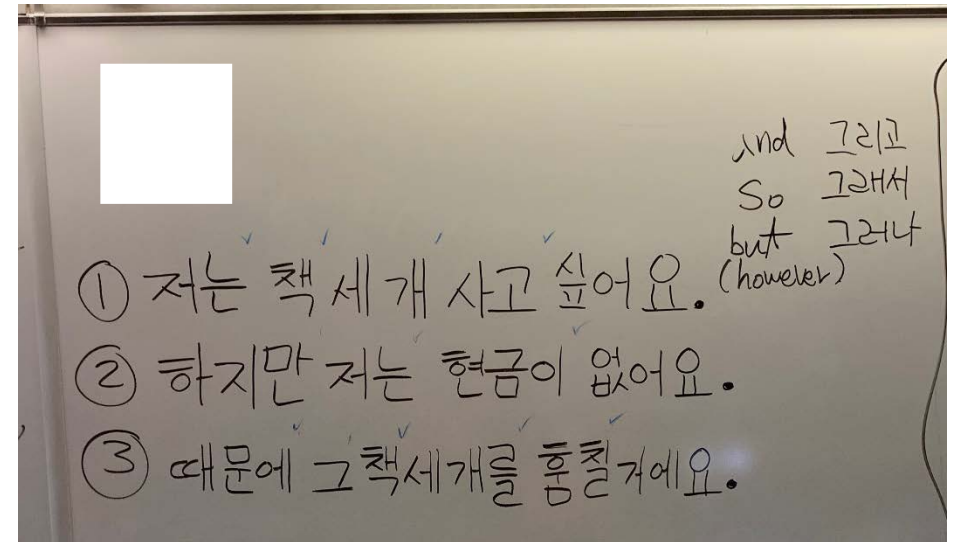 and 그리고
so 그래서
but 그러나
(however)
① 저는 책 세 개 사고 싶어요.
② 하지만 저는 현금이 없어요.
③ 때문에 그 책 세 개를 훔칠 거에요.